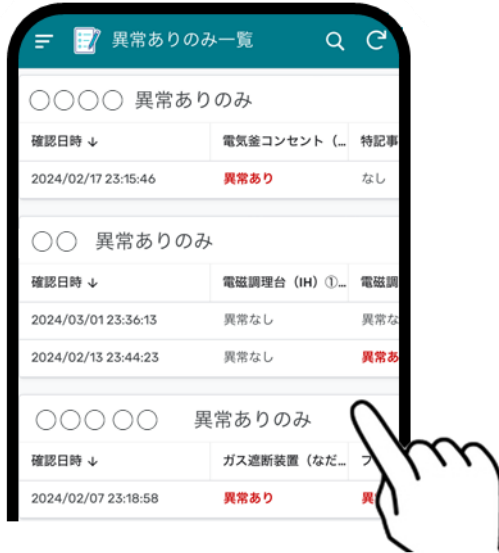 異常ありのみ一覧
○○○○ 異常ありのみ
確認日時 ↓ 電気釜コンセント（... 特記事
2024/02/17 23:15:46 異常あり なし
○○ 異常ありのみ
確認日時 ↓ 電磁調理台（IH）①... 電磁調
2024/03/01 23:36:13 異常なし 異常な
2024/02/13 23:44:23 異常なし 異常あ
○○○○○ 異常ありのみ
確認日時 ↓ ガス遮断装置（なだ... フ
2024/02/07 23:18:58 異常あり 異